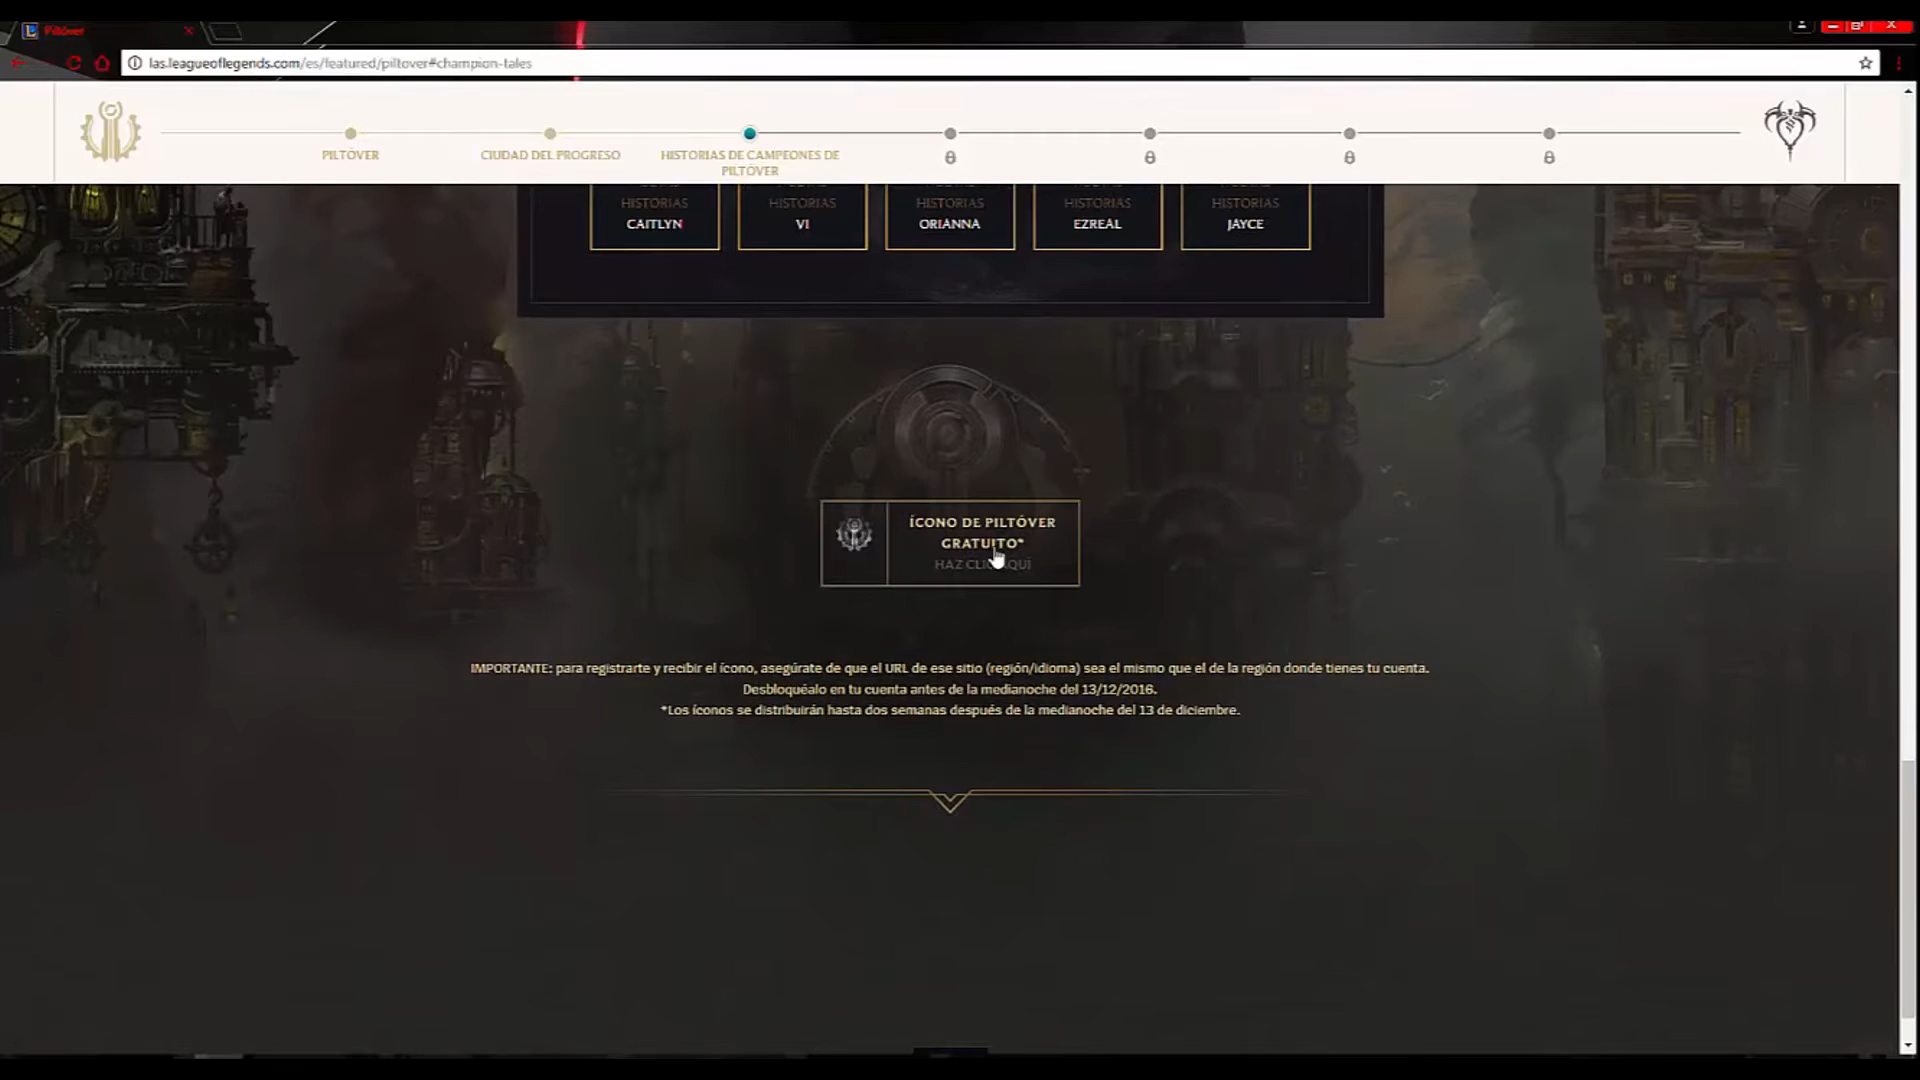 Piltóver
las.leagueoflegends.com/es/featured/piltover#champion-tales
PILTÓVER
CIUDAD DEL PROGRESO
HISTORIAS DE CAMPEONES DE
PILTÓVER
HISTORIAS
CAITLYN
HISTORIAS
VI
HISTORIAS
ORIANNA
HISTORIAS
EZREAL
HISTORIAS
JAYCE
ÍCONO DE PILTÓVER
GRATUITO*
HAZ CLIC AQUÍ
IMPORTANTE: para registrarte y recibir el ícono, asegúrate de que el URL de ese sitio (región/idioma) sea el mismo que el de la región donde tienes tu cuenta.
Desbloquéalo en tu cuenta antes de la medianoche del 13/12/2016.
*Los íconos se distribuirán hasta dos semanas después de la medianoche del 13 de diciembre.